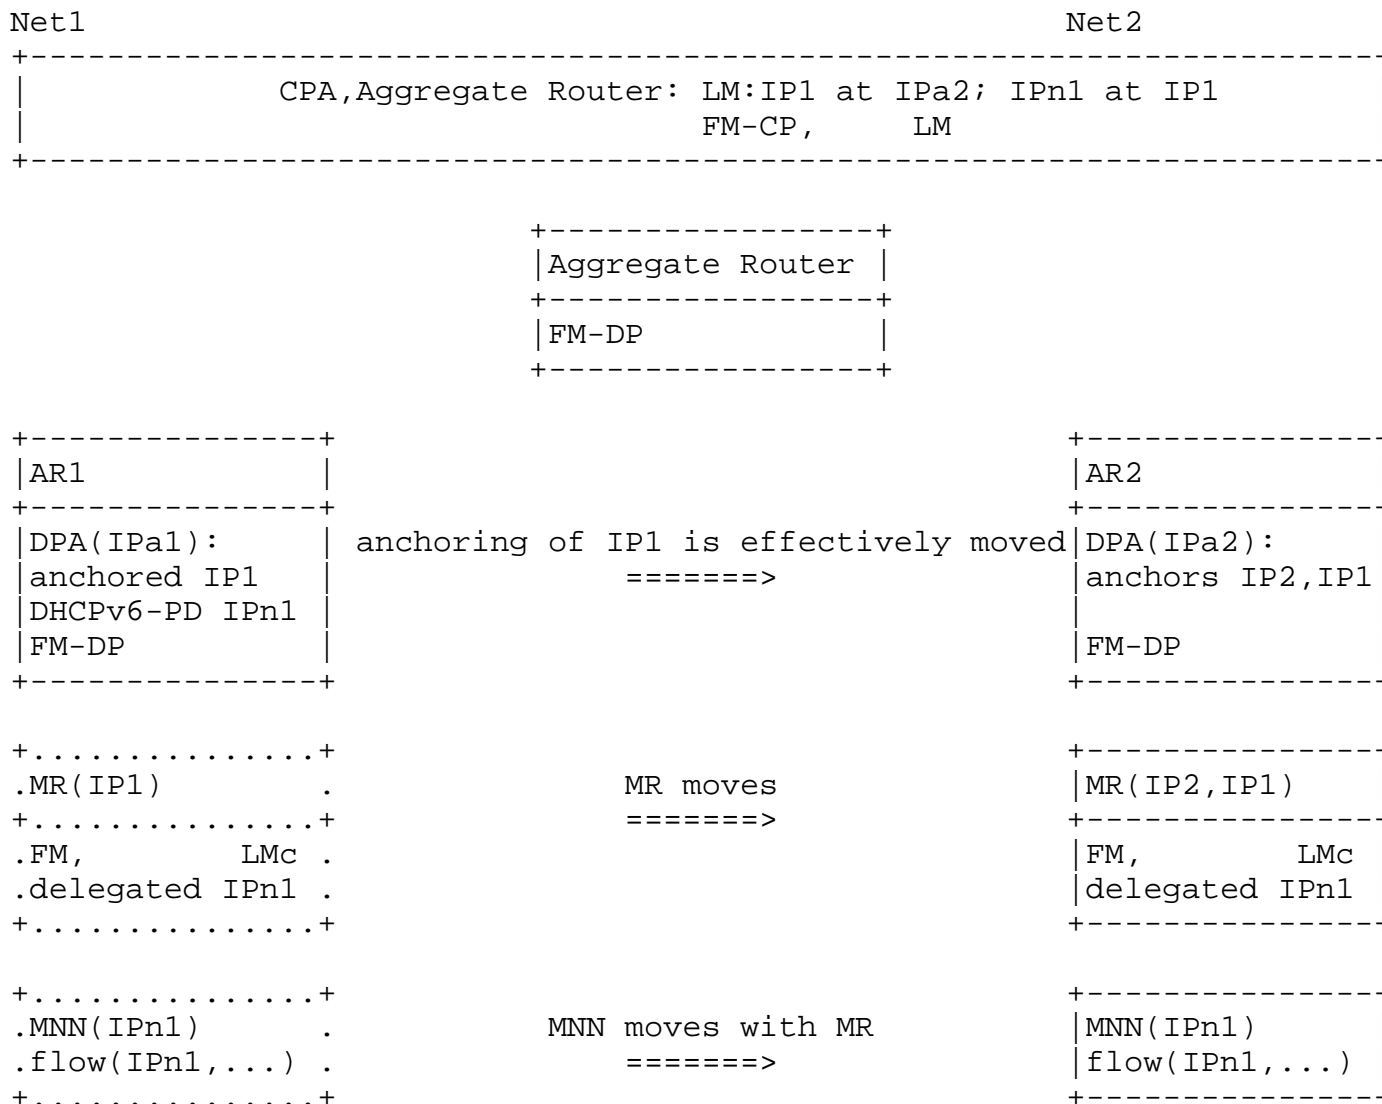 Net1                                                   Net2
+-----------------------------------------------------------------------
|             CPA,Aggregate Router: LM:IP1 at IPa2; IPn1 at IP1
|                                   FM-CP,     LM
+-----------------------------------------------------------------------
                           +-----------------+
                           |Aggregate Router |
                           +-----------------+
                           |FM-DP            |
                           +-----------------+
+---------------+                                      +----------------
|AR1            |                                      |AR2
+---------------+                                      +----------------
|DPA(IPa1):     | anchoring of IP1 is effectively moved|DPA(IPa2):
|anchored IP1   |               =======>               |anchors IP2,IP1
|DHCPv6-PD IPn1 |                                      |
|FM-DP          |                                      |FM-DP
+---------------+                                      +----------------
+...............+                                      +----------------
.MR(IP1)        .               MR moves               |MR(IP2,IP1)
+...............+               =======>               +----------------
.FM,        LMc .                                      |FM,        LMc
.delegated IPn1 .                                      |delegated IPn1
+...............+                                      +----------------
+...............+                                      +----------------
.MNN(IPn1)      .           MNN moves with MR          |MNN(IPn1)
.flow(IPn1,...) .               =======>               |flow(IPn1,...)
+...............+                                      +----------------